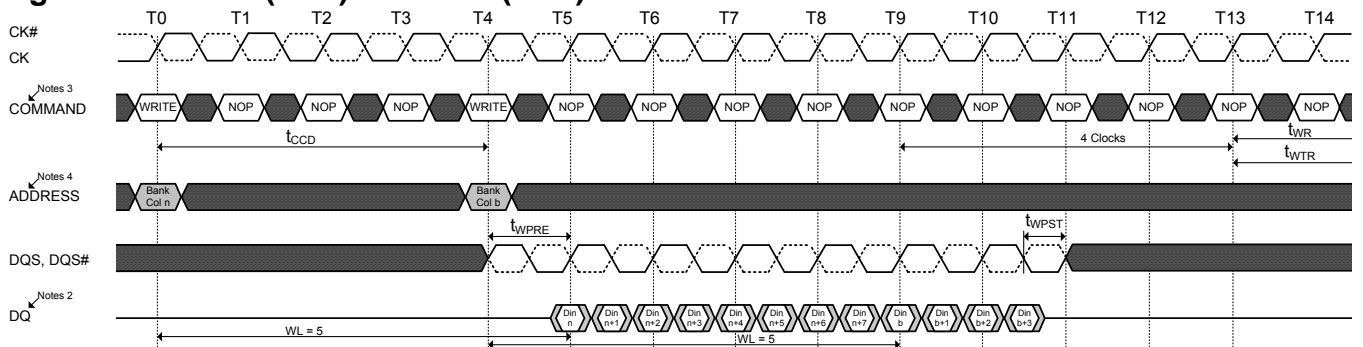 T0 T1 T2 T3 T4 T5 T6 T7 T8 T9 T10 T11 T12 T13 T14
CK#
CK
Notes 3
COMMAND
WRITE NOP NOP NOP WRITE NOP NOP NOP NOP NOP NOP NOP NOP NOP NOP
tCCD
4 Clocks
tWR
tWTR
Notes 4
ADDRESS
Bank Col n
Bank Col b
tWPRE
tWPST
DQS, DQS#
Notes 2
DQ
Din n
Din n+1
Din n+2
Din n+3
Din n+4
Din n+5
Din n+6
Din n+7
Din b
Din b+1
Din b+2
Din b+3
WL = 5
WL = 5